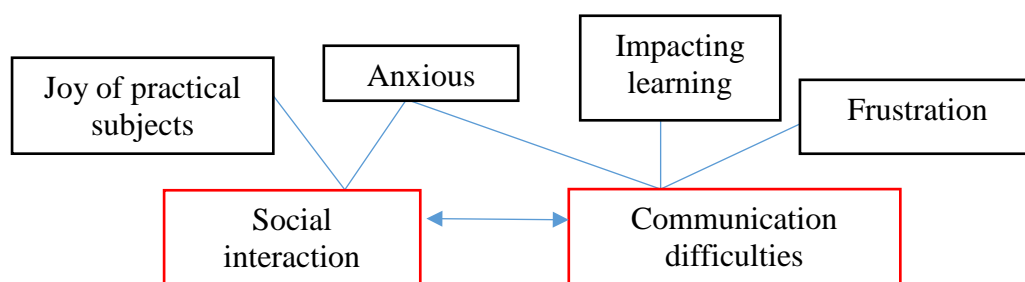 Joy of practical
subjects
Anxious
Impacting
learning
Frustration
Social
interaction
Communication
difficulties